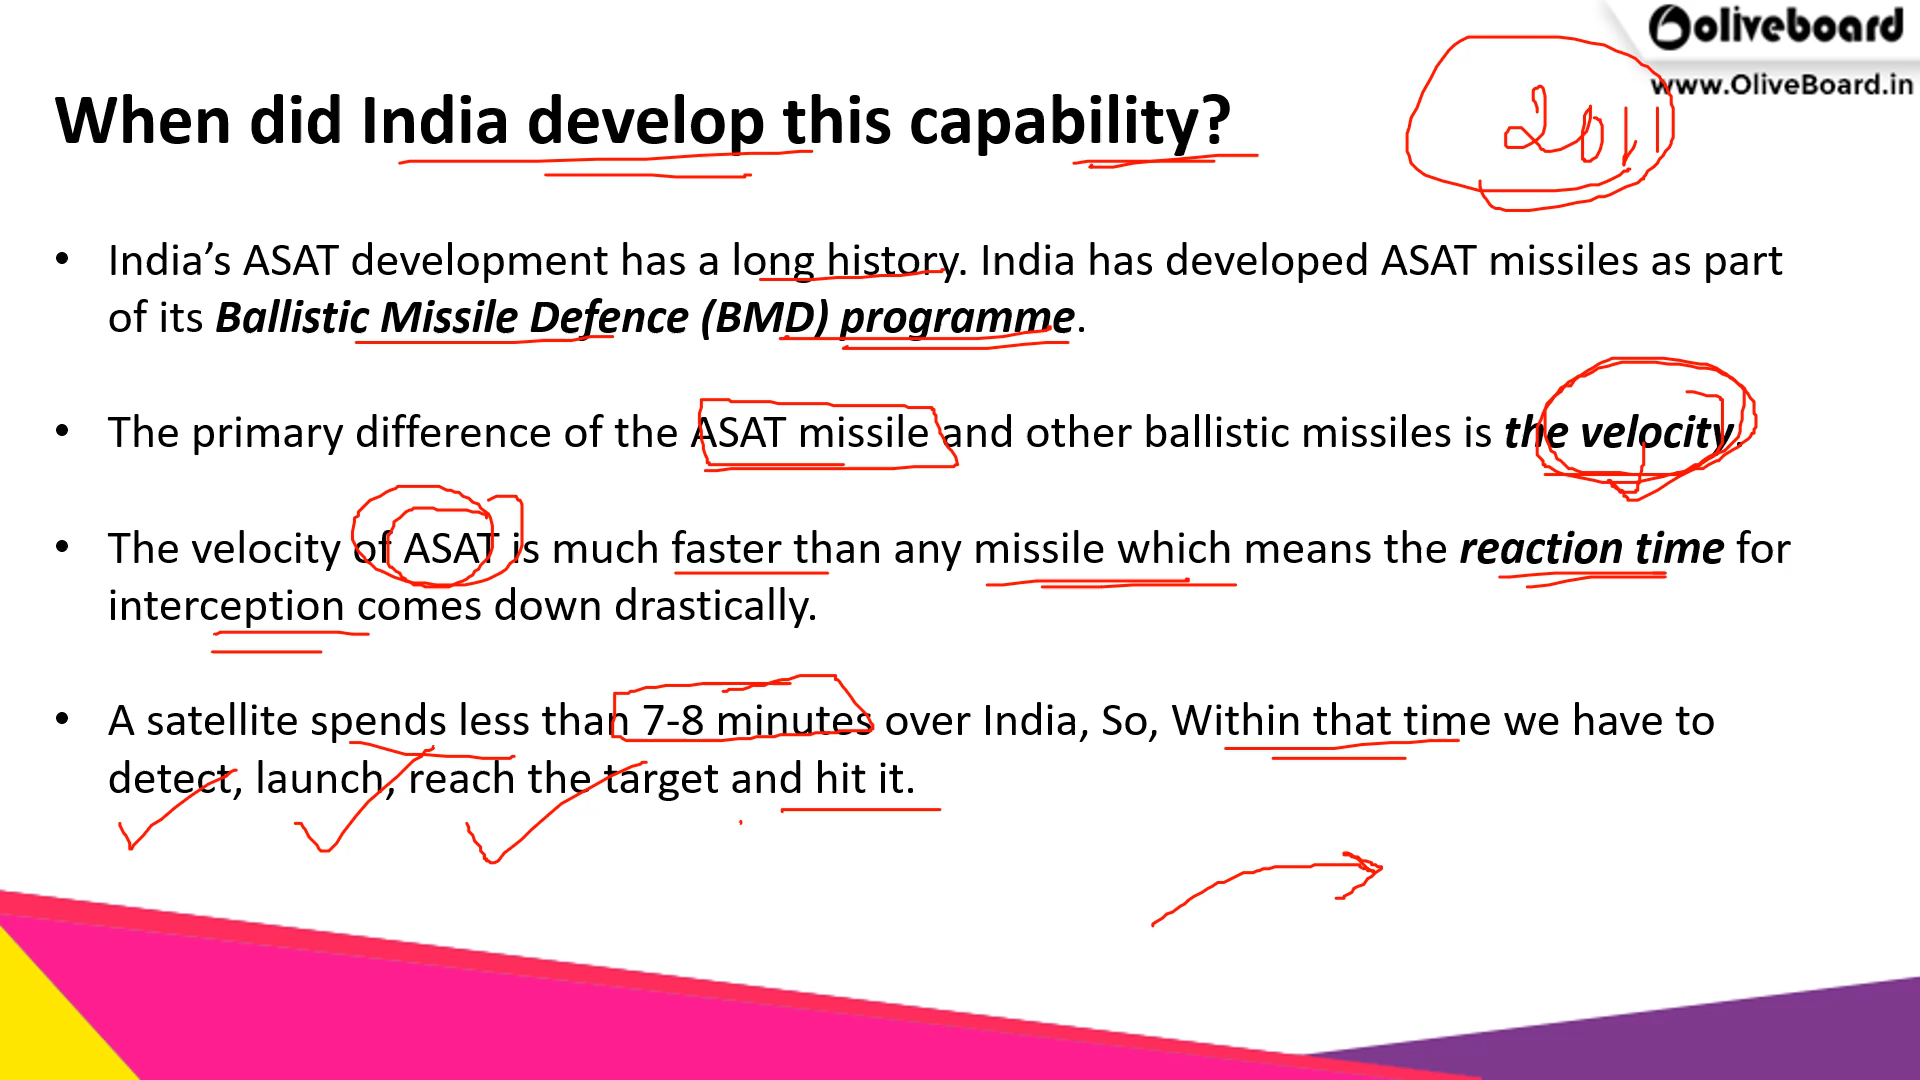 oliveboard
www.OliveBoard.in
2011
When did India develop this capability?
• India’s ASAT development has a long history. India has developed ASAT missiles as part
of its Ballistic Missile Defence (BMD) programme.
• The primary difference of the ASAT missile and other ballistic missiles is the velocity.
• The velocity of ASAT is much faster than any missile which means the reaction time for
interception comes down drastically.
• A satellite spends less than 7-8 minutes over India, So, Within that time we have to
detect, launch, reach the target and hit it.